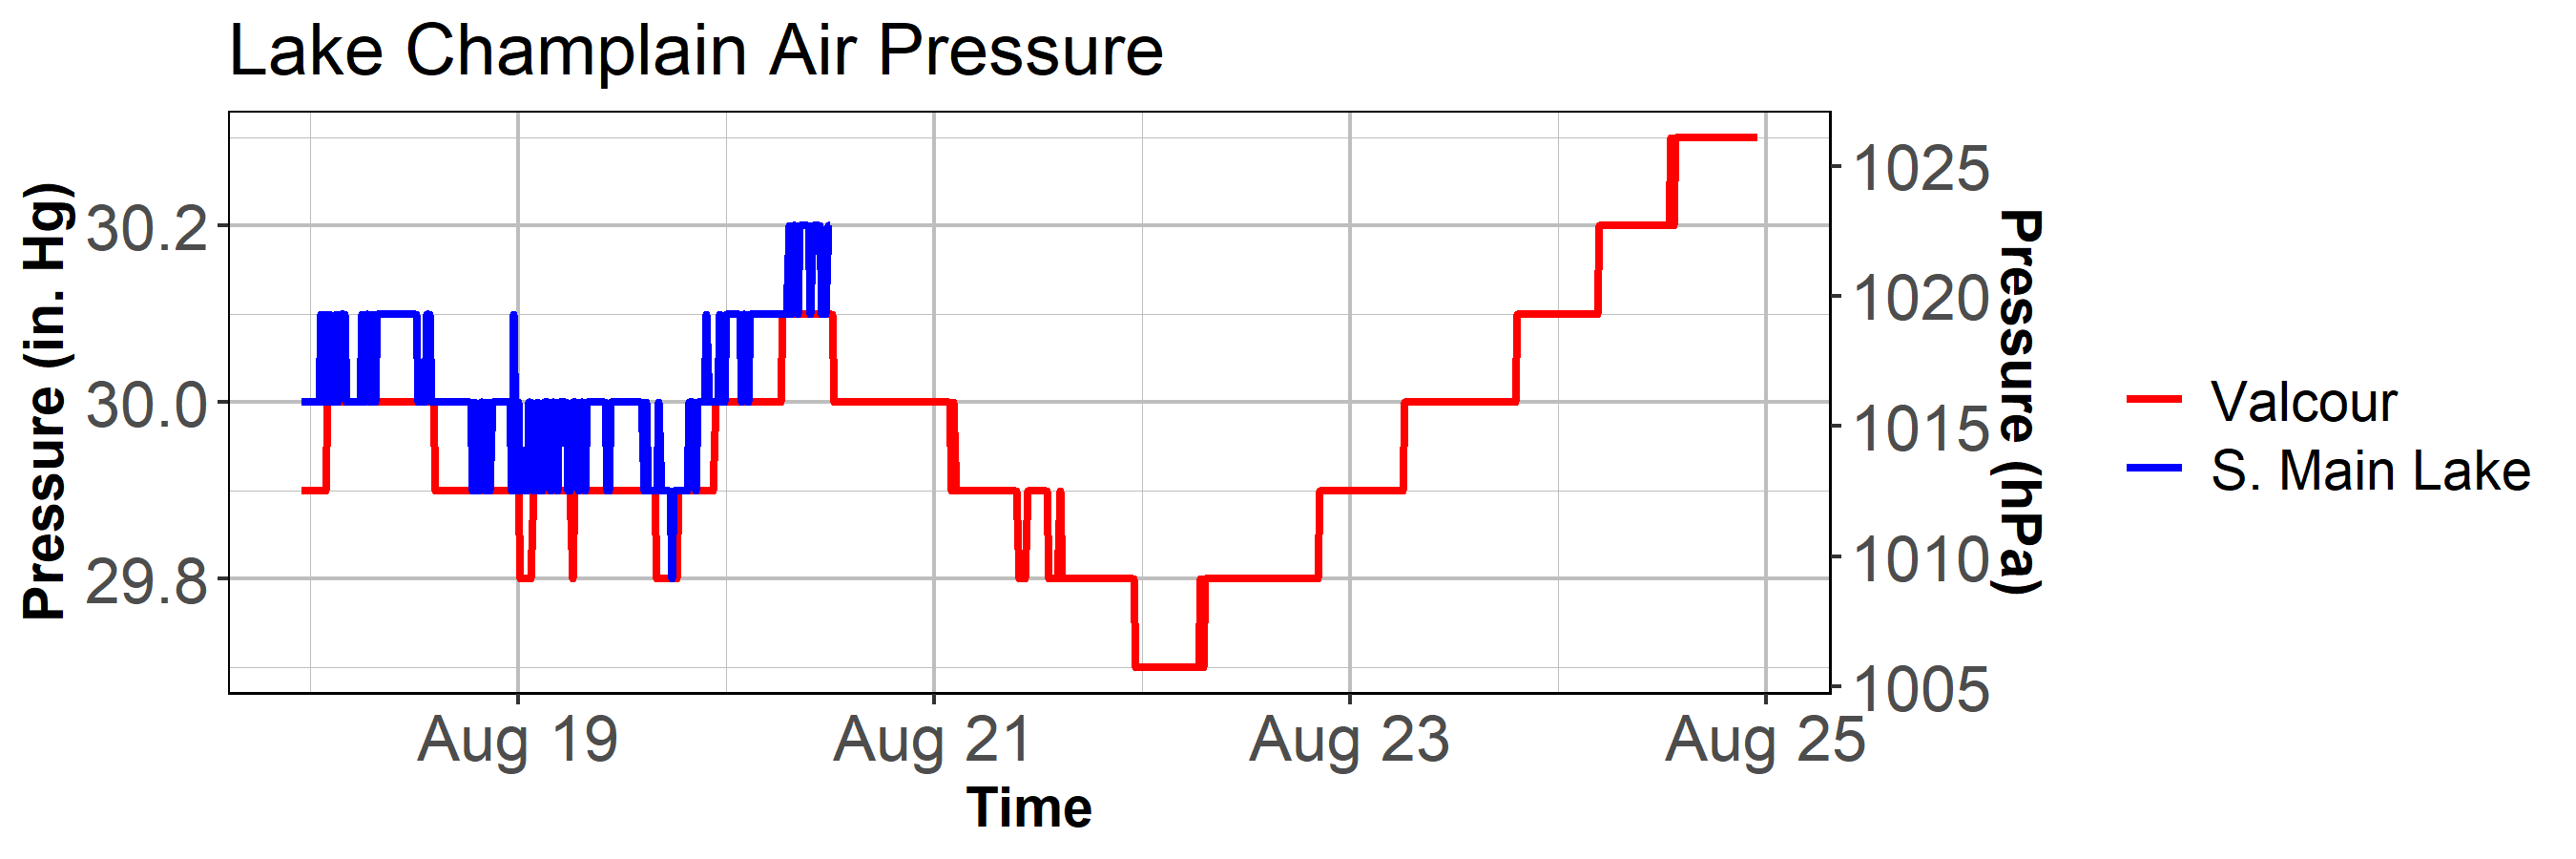 Lake Champlain Air Pressure
Pressure (in. Hg)
30.2
30.0
29.8
1025
1020
1015
1010
1005
Pressure (hPa)
Aug 19
Aug 21
Aug 23
Aug 25
Time
Valcour
S. Main Lake